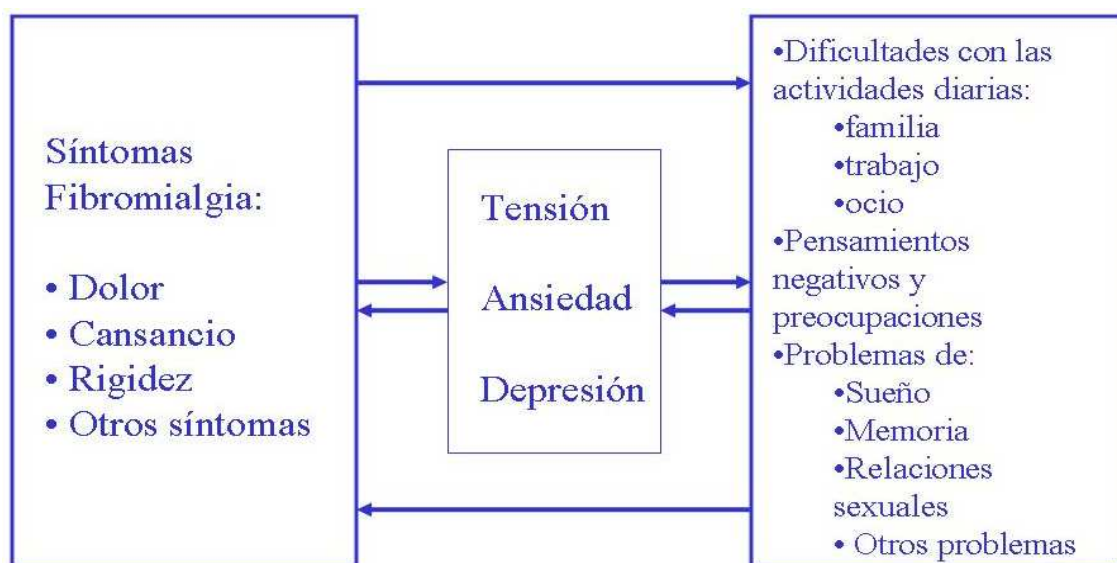 Síntomas
Fibromialgia:
• Dolor
• Cansancio
• Rigidez
• Otros síntomas
Tensión
Ansiedad
Depresión
•Dificultades con las
actividades diarias:
•familia
•trabajo
•ocio
•Pensamientos
negativos y
preocupaciones
•Problemas de:
•Sueño
•Memoria
•Relaciones
sexuales
• Otros problemas